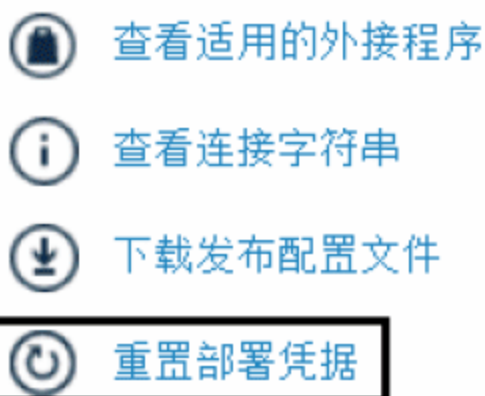 查看适用的外接程序
查看连接字符串
下载发布配置文件
重置部署凭据